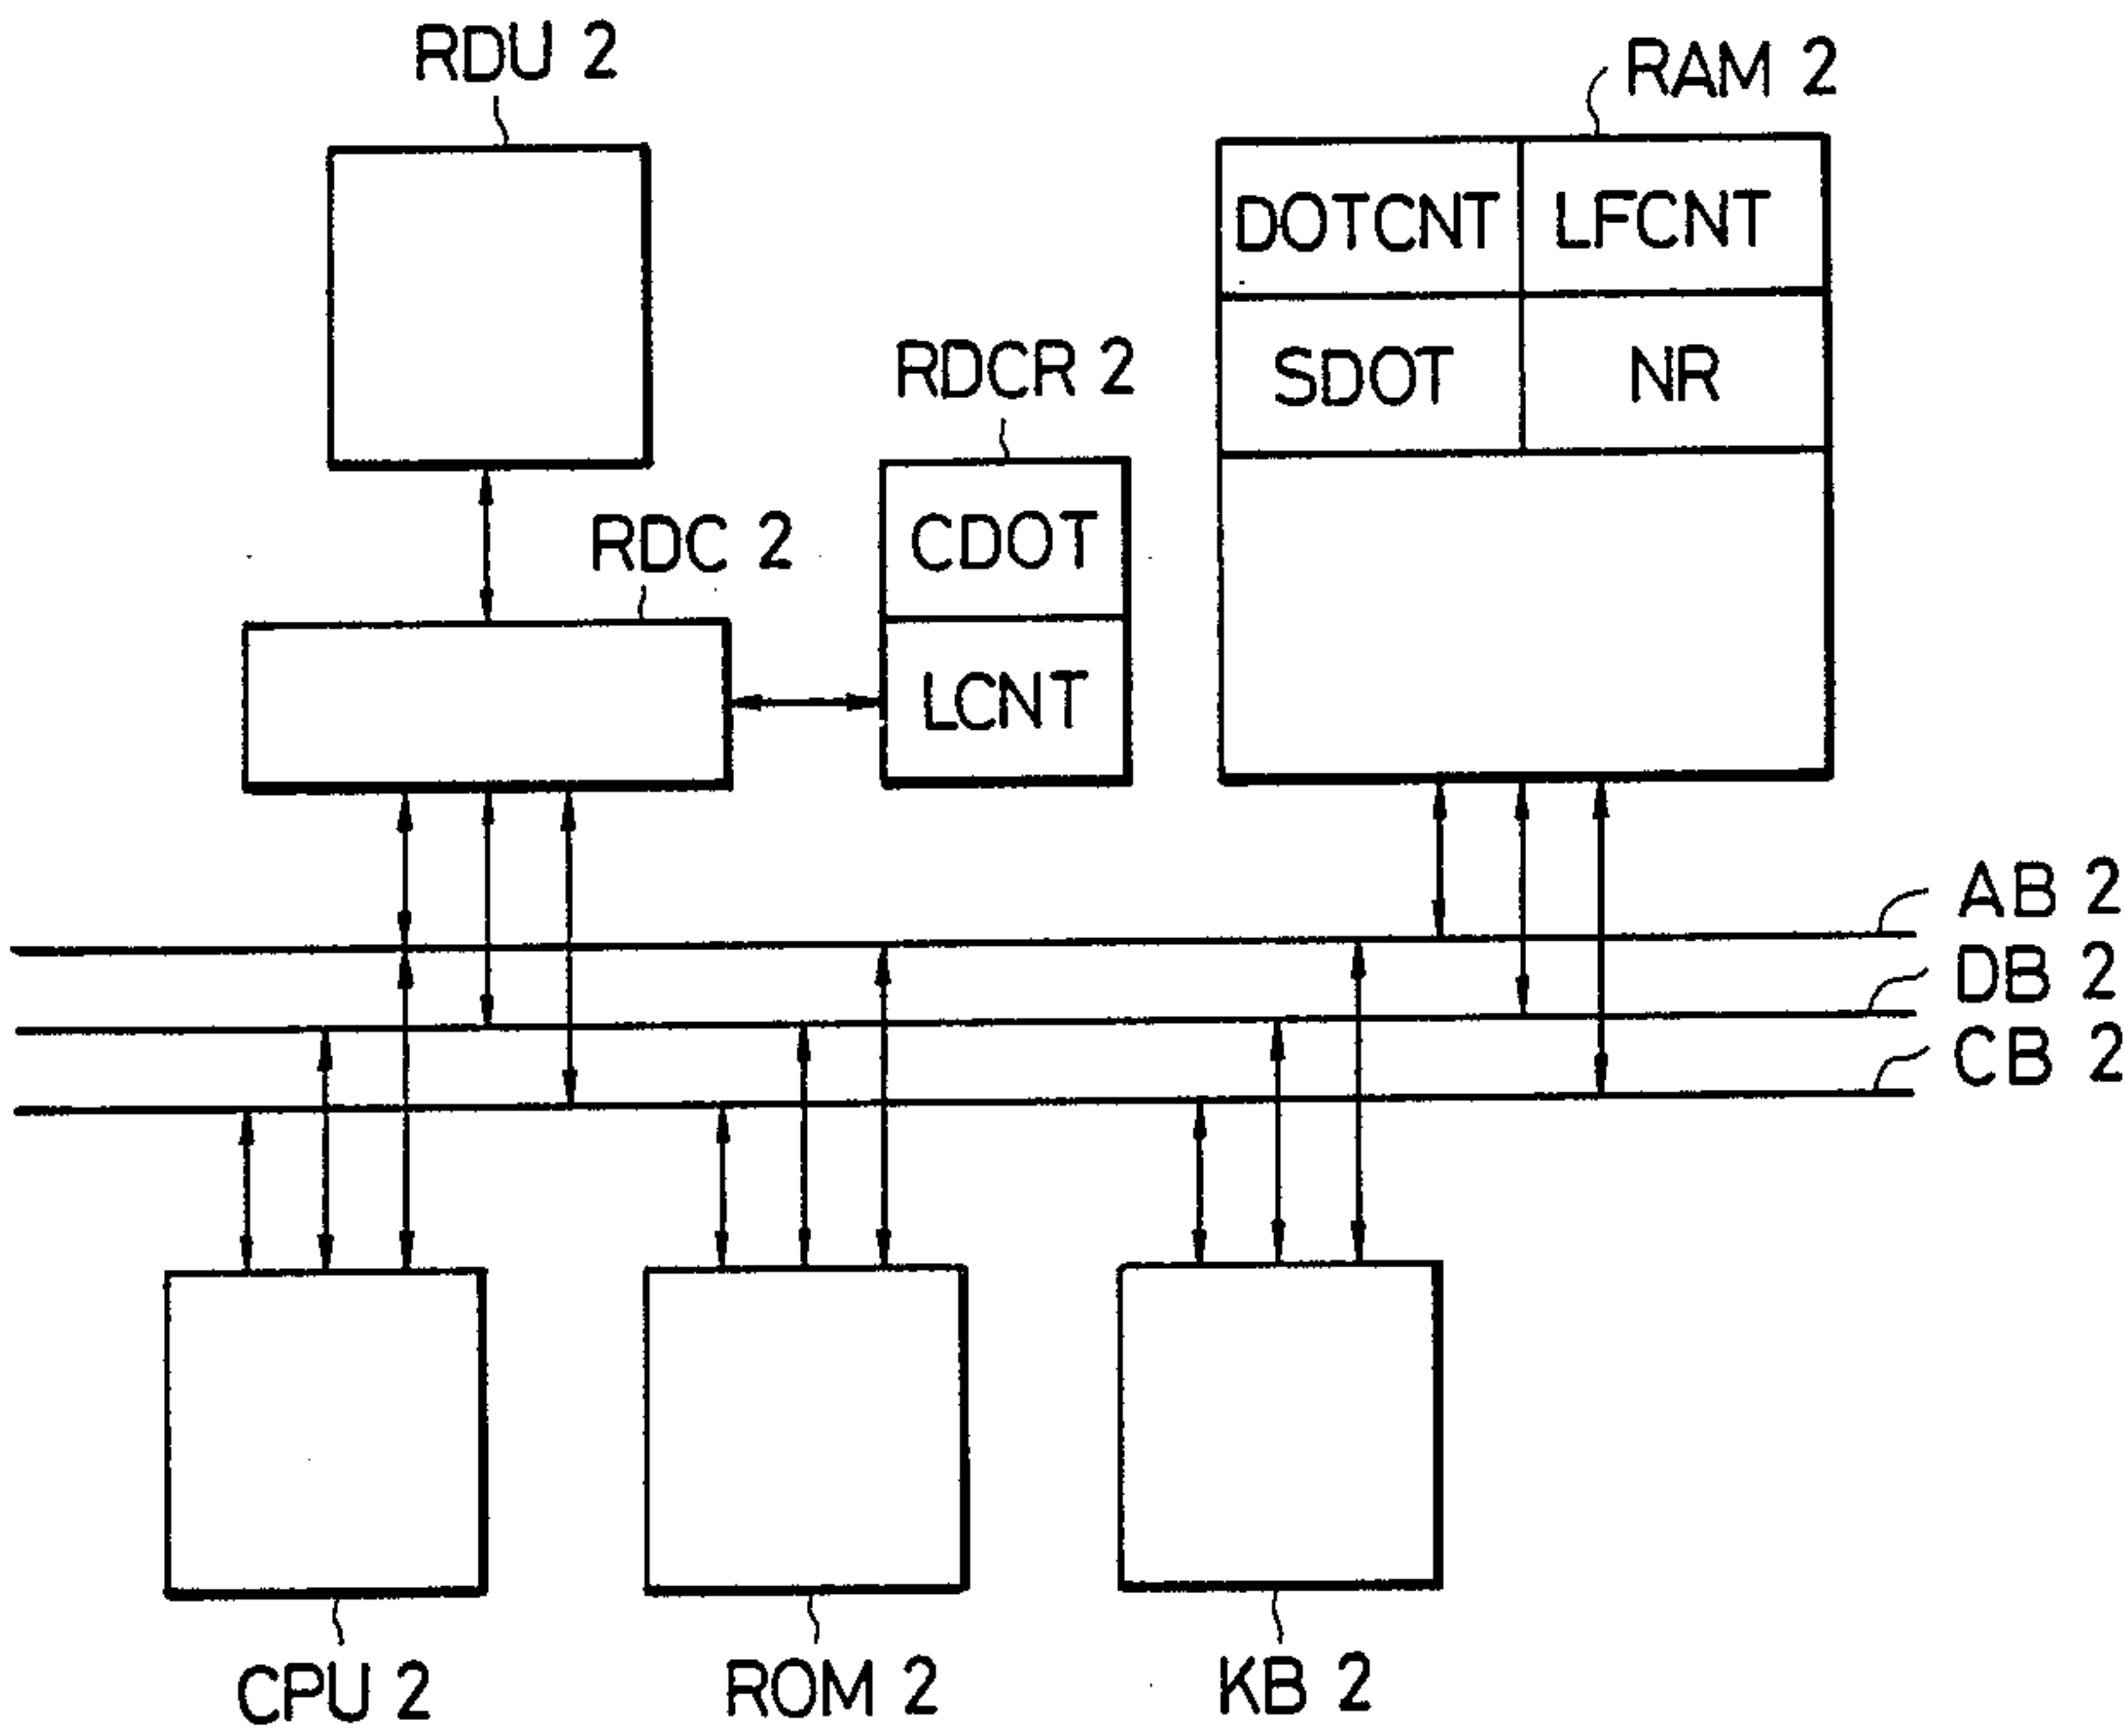 RDU 2
RAM 2
DOTCNT LFCNT
SDOT NR
RDCR 2
CDOT
LCNT
RDC 2
AB 2
DB 2
CB 2
CPU 2
ROM 2
KB 2